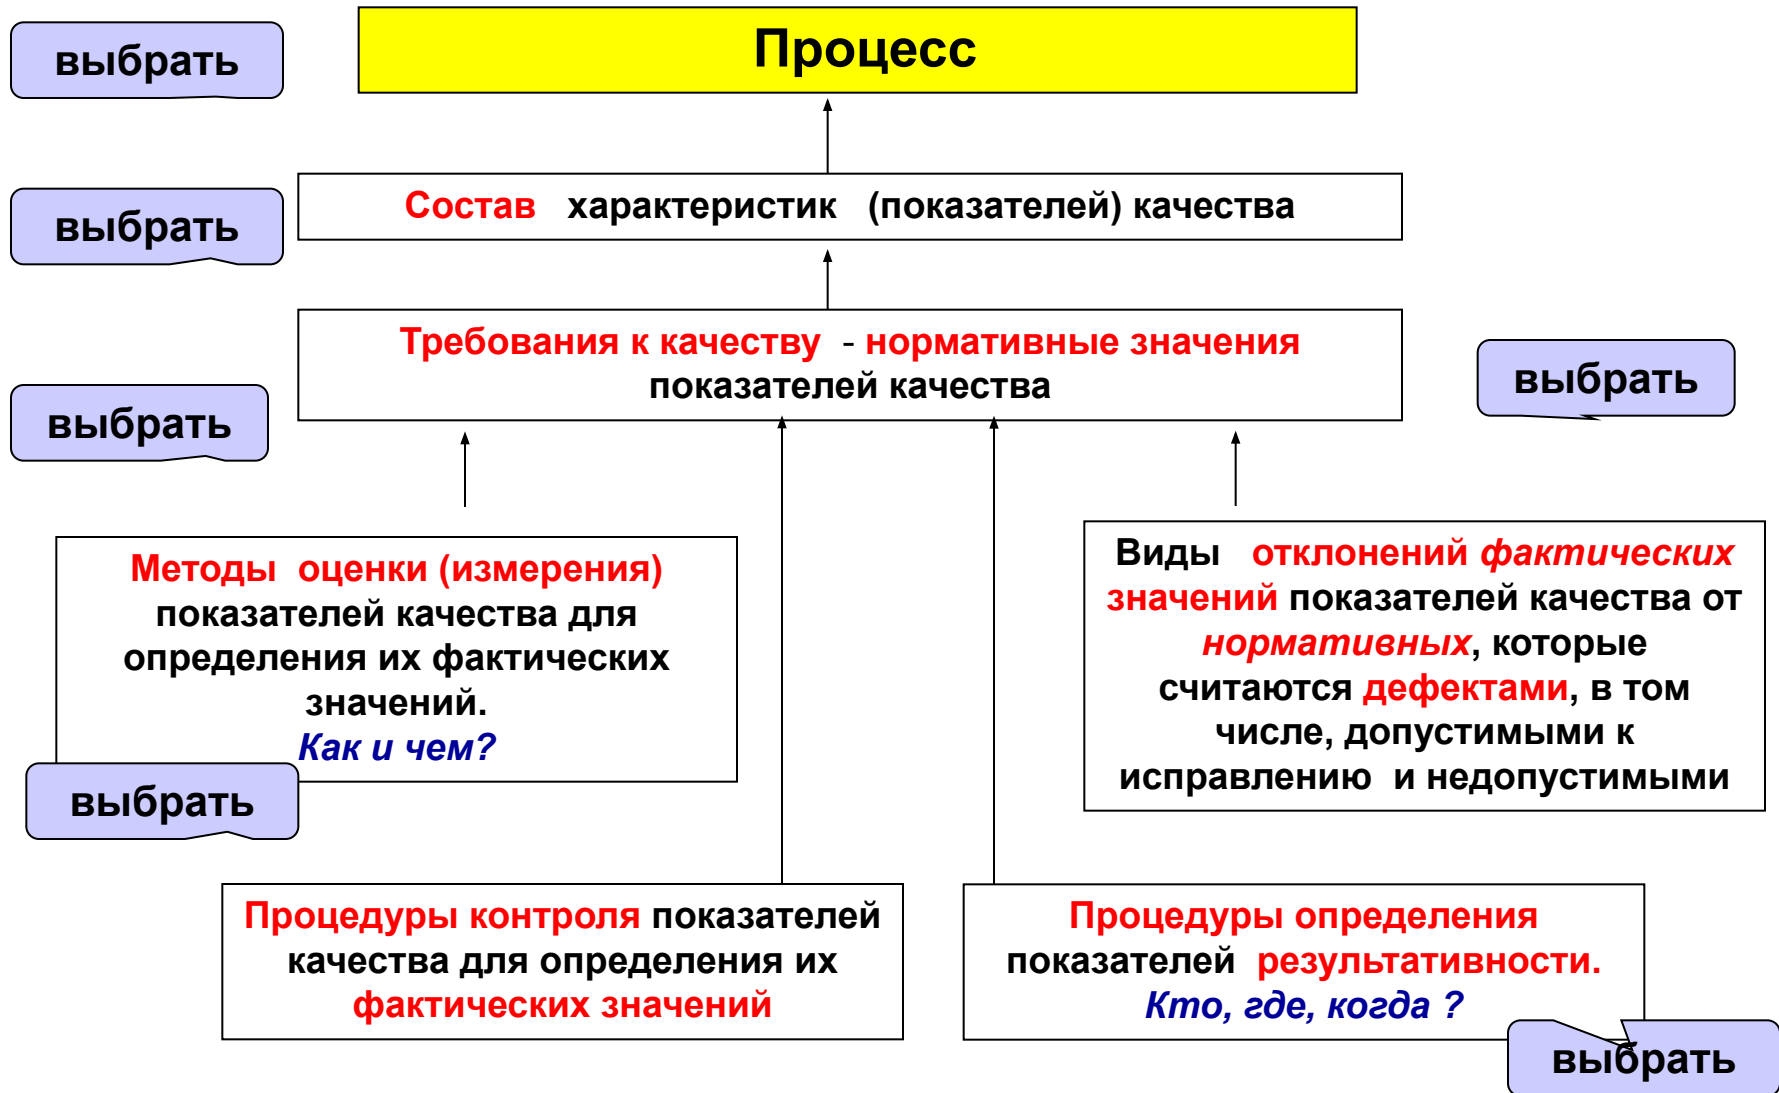 выбрать
Процесс
выбрать
Состав характеристик (показателей) качества
Требования к качеству - нормативные значения
показателей качества
выбрать
выбрать
Методы оценки (измерения)
показателей качества для
определения их фактических
значений.
Как и чем?
выбрать
Виды отклонений фактических
значений показателей качества от
нормативных, которые
считаются дефектами, в том
числе, допустимыми к
исправлению и недопустимыми
Процедуры контроля показателей
качества для определения их
фактических значений
Процедуры определения
показателей результативности.
Кто, где, когда ?
выбрать